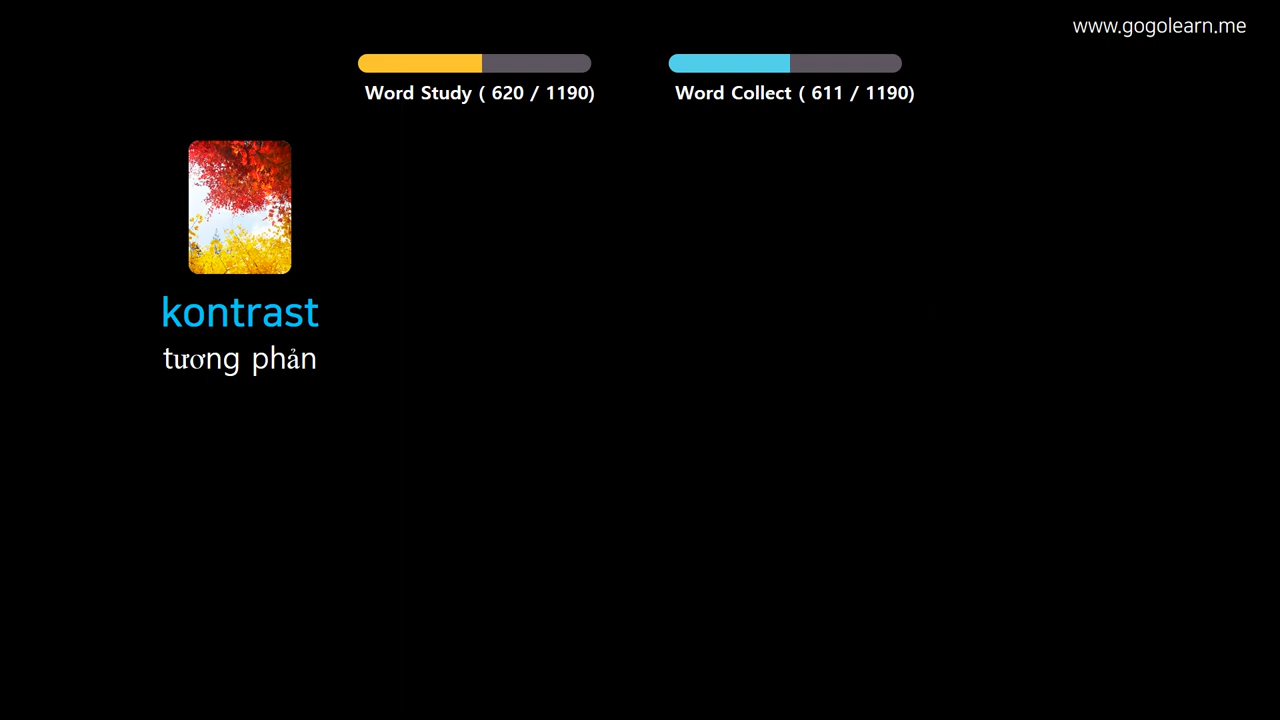 www.gogolearn.me
Word Study ( 620 / 1190)
Word Collect ( 611 / 1190)
kontrast
tương phản